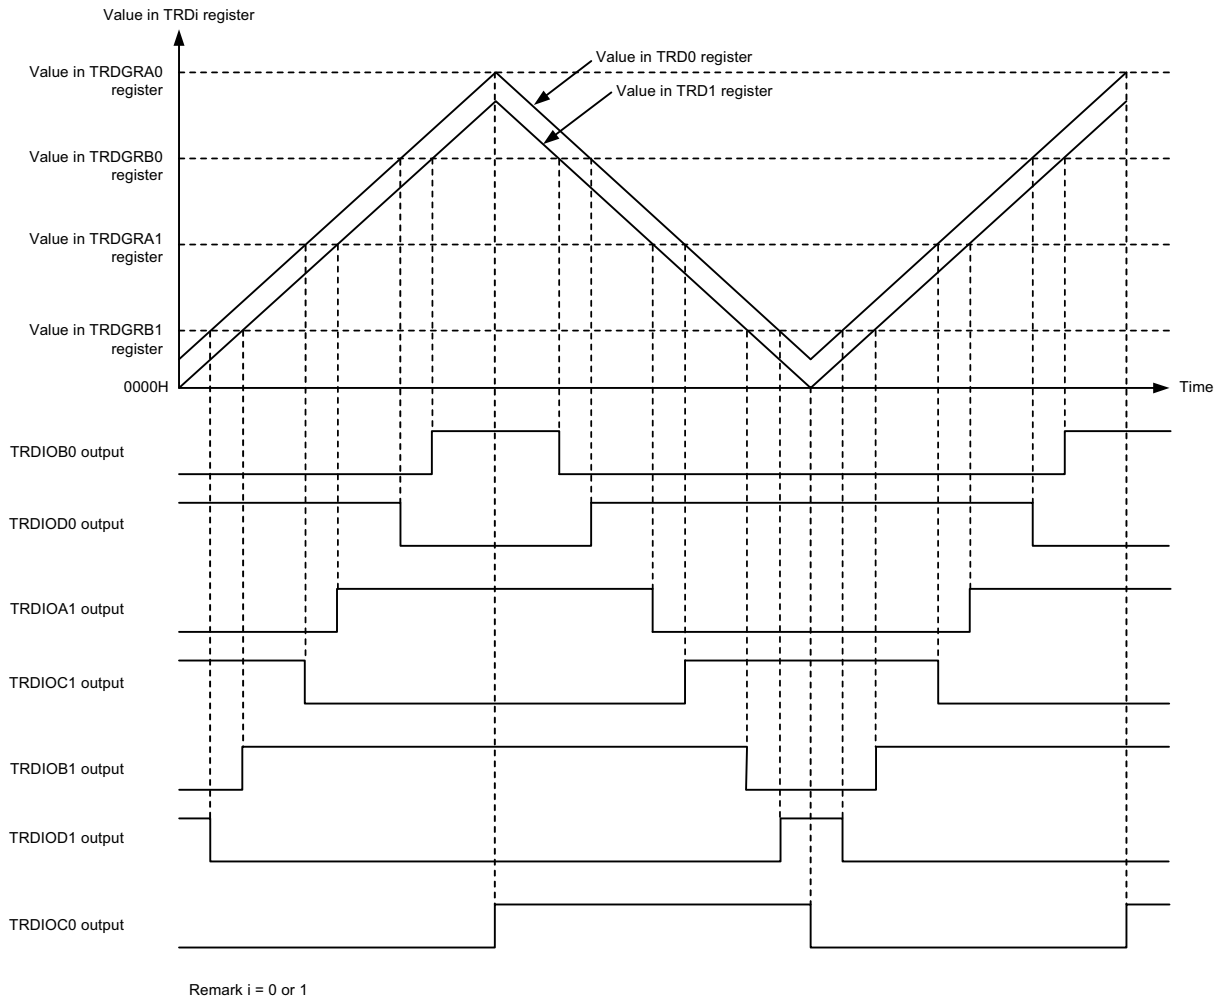 Value in TRDi register
Value in TRD0 register
Value in TRDGRA0
register
Value in TRD1 register
Value in TRDGRB0
register
Value in TRDGRA1
register
Value in TRDGRB1
register
0000H
Time
TRDIOB0 output
TRDIOD0 output
TRDIOA1 output
TRDIOC1 output
TRDIOB1 output
TRDIOD1 output
TRDIOC0 output
Remark i = 0 or 1